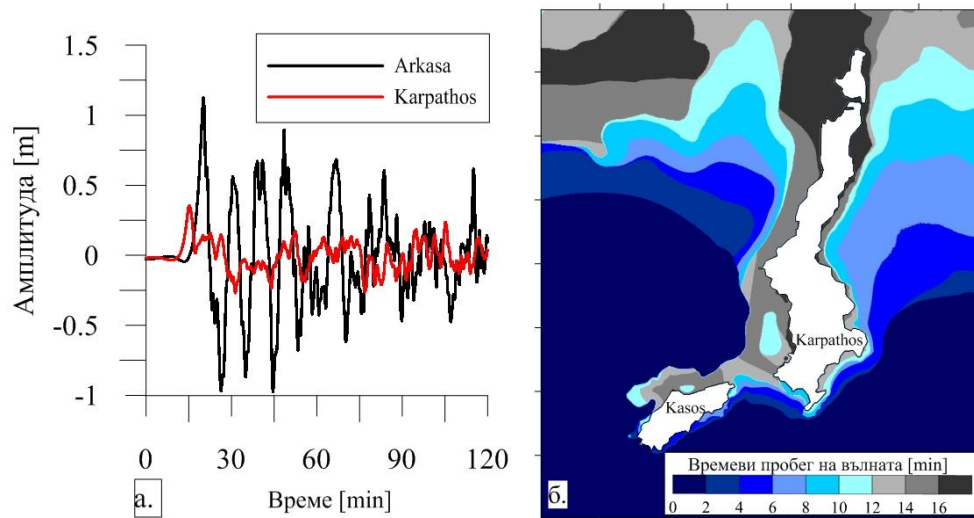 1.5
1
0.5
0
-0.5
-1
Амплитуда [m]
Arkasa
Karpathos
0 30 60 90 120
Време [min]
а.
Karpathos
Kasos
Времеви пробег на вълната [min]
0 2 4 6 8 10 12 14 16
б.